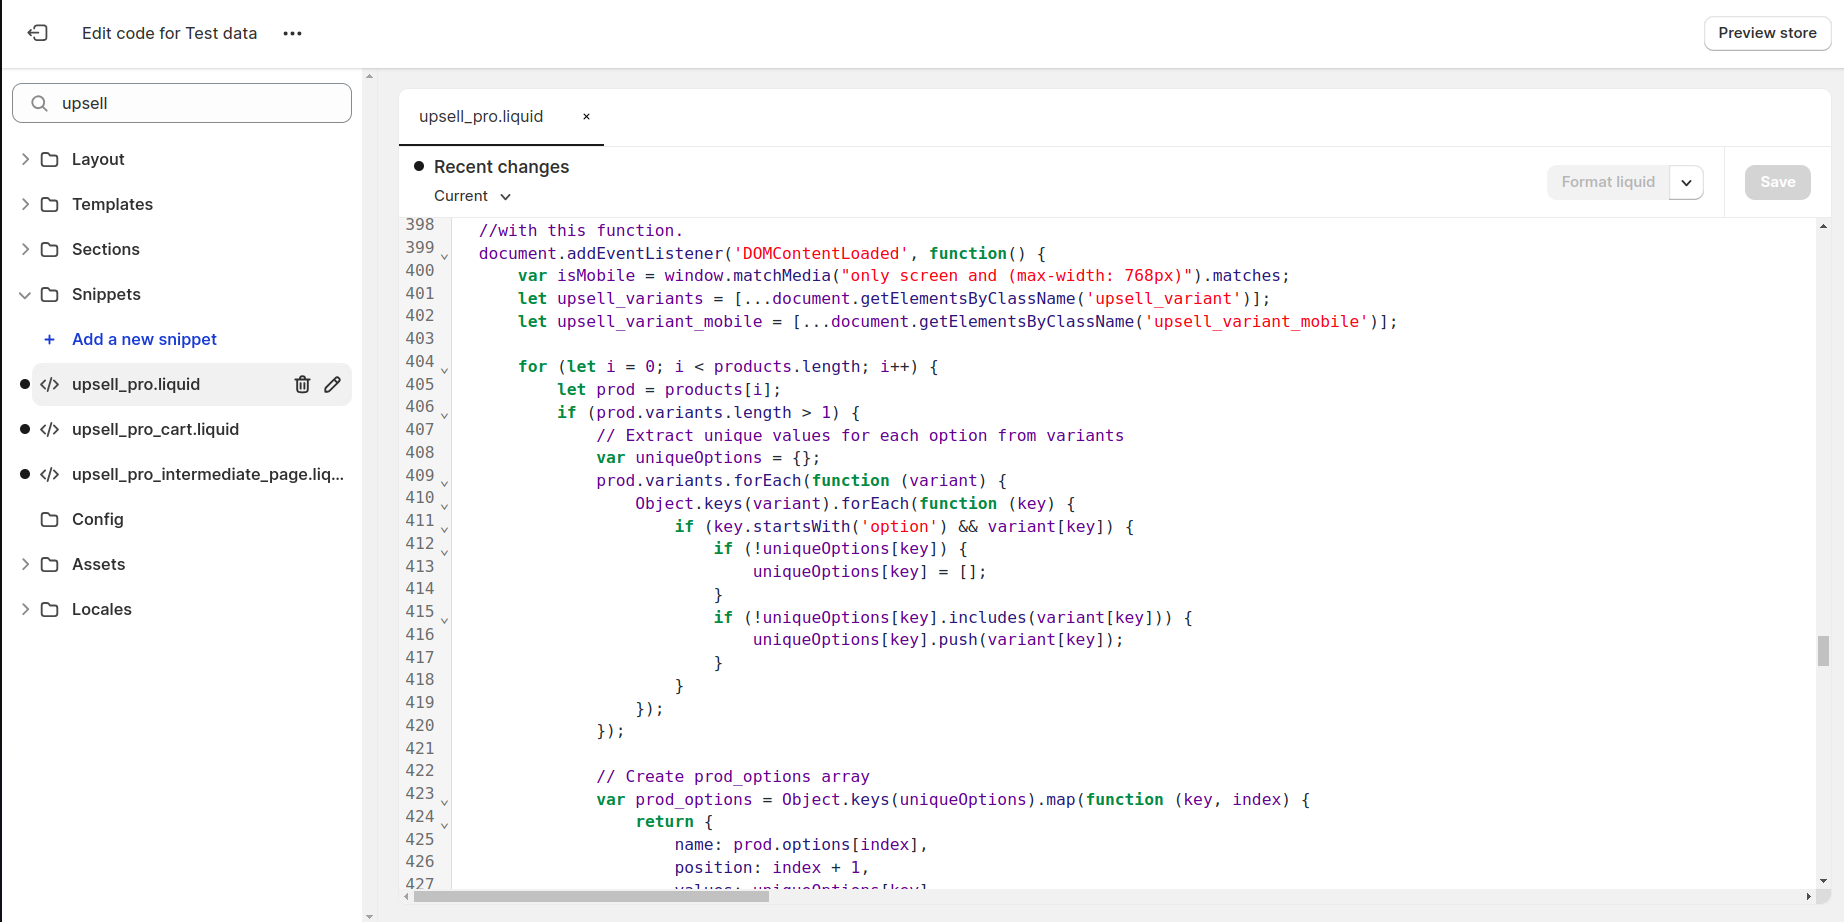 Edit code for Test data
Preview store
upsell
Layout
Templates
Sections
Snippets
+ Add a new snippet
</> upsell_pro.liquid
</> upsell_pro_cart.liquid
</> upsell_pro_intermediate_page.liq...
Config
Assets
Locales
upsell_pro.liquid ×
Recent changes
Current
Format liquid
Save
398 //with this function.
399 document.addEventListener('DOMContentLoaded', function() {
400     var isMobile = window.matchMedia("only screen and (max-width: 768px)").matches;
401     let upsell_variants = [...document.getElementsByClassName('upsell_variant')];
402     let upsell_variant_mobile = [...document.getElementsByClassName('upsell_variant_mobile')];
403
404     for (let i = 0; i < products.length; i++) {
405         let prod = products[i];
406         if (prod.variants.length > 1) {
407             // Extract unique values for each option from variants
408             var uniqueOptions = {};
409             prod.variants.forEach(function (variant) {
410                 Object.keys(variant).forEach(function (key) {
411                     if (key.startsWith('option') && variant[key]) {
412                         if (!uniqueOptions[key]) {
413                             uniqueOptions[key] = [];
414                         }
415                         if (!uniqueOptions[key].includes(variant[key])) {
416                             uniqueOptions[key].push(variant[key]);
417                         }
418                     }
419                 });
420             });
421
422             // Create prod_options array
423             var prod_options = Object.keys(uniqueOptions).map(function (key, index) {
424                 return {
425                     name: prod.options[index],
426                     position: index + 1,
427                     values: uniqueOptions[key]